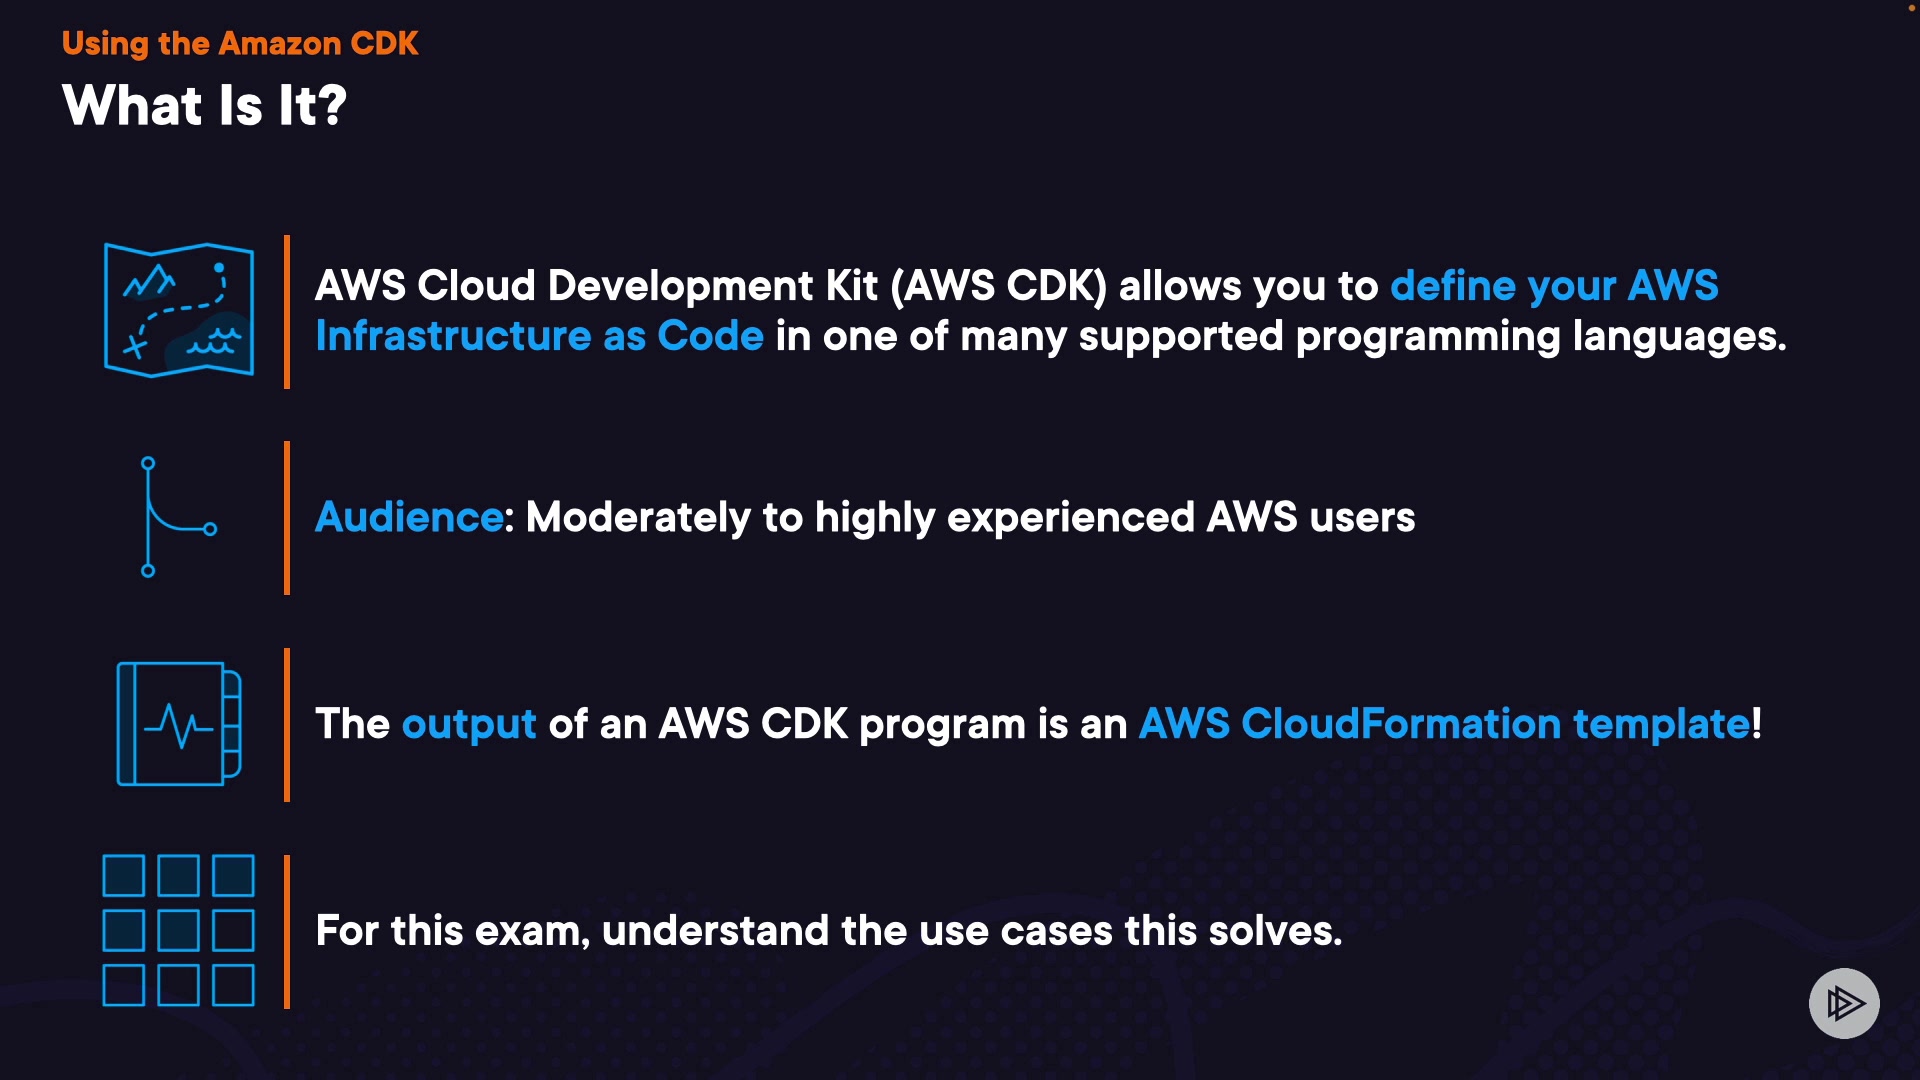 Using the Amazon CDK
What Is It?
AWS Cloud Development Kit (AWS CDK) allows you to define your AWS
Infrastructure as Code in one of many supported programming languages.
Audience: Moderately to highly experienced AWS users
The output of an AWS CDK program is an AWS CloudFormation template!
For this exam, understand the use cases this solves.